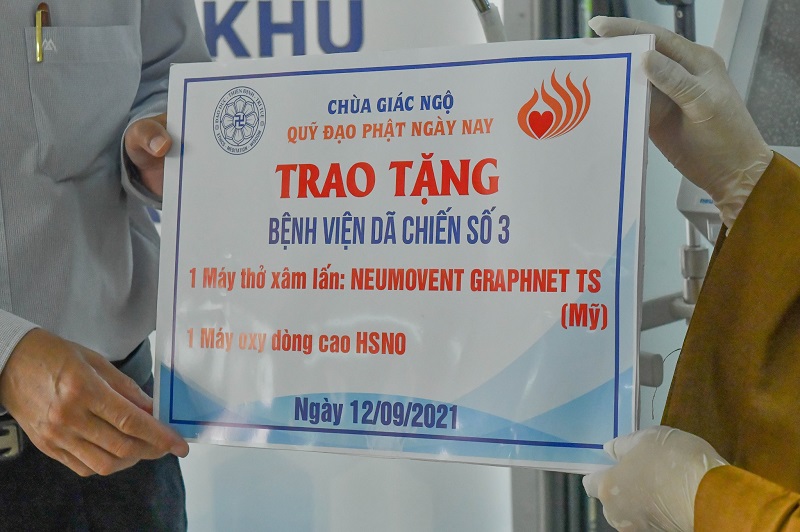 KHU
CHÙA GIÁC NGỘ
QUỸ ĐẠO PHẬT NGÀY NAY
TRAO TẶNG
BỆNH VIỆN DÃ CHIẾN SỐ 3
1 Máy thở xâm lấn: NEUMOVENT GRAPHNET TS
(Mỹ)
1 Máy oxy dòng cao HSNO
Ngày 12/09/2021